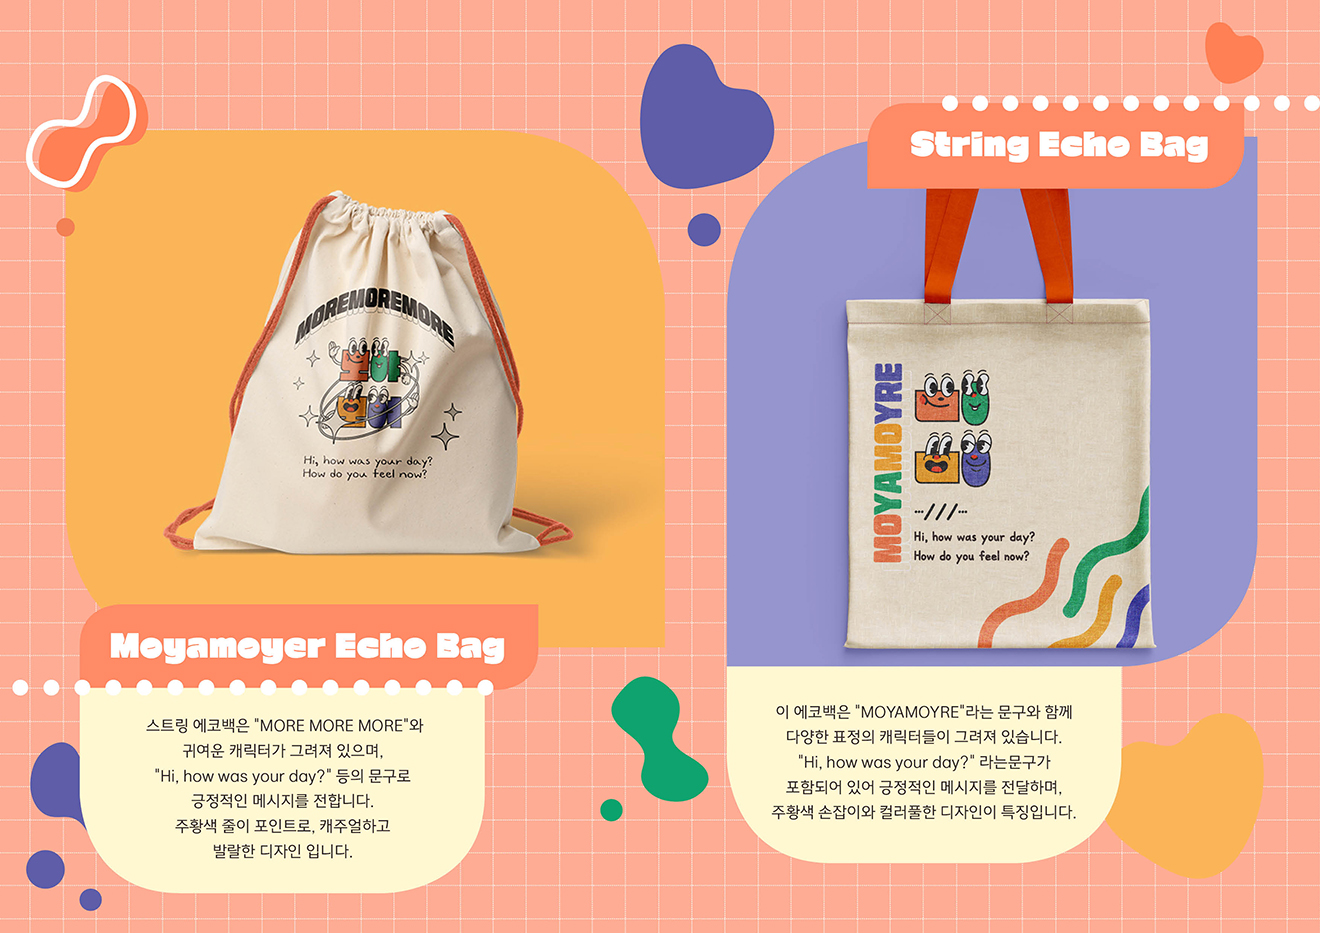 MOREMOREMORE
Hi, how was your day?
How do you feel now?
Moyamoyer Echo Bag
스트링 에코백은 "MORE MORE MORE"와
귀여운 캐릭터가 그려져 있으며,
"Hi, how was your day?" 등의 문구로
긍정적인 메시지를 전합니다.
주황색 줄이 포인트로, 캐주얼하고
발랄한 디자인 입니다.
String Echo Bag
MOYAMOYRE
···///···
Hi, how was your day?
How do you feel now?
이 에코백은 "MOYAMOYRE"라는 문구와 함께
다양한 표정의 캐릭터들이 그려져 있습니다.
"Hi, how was your day?" 라는문구가
포함되어 있어 긍정적인 메시지를 전달하며,
주황색 손잡이와 컬러풀한 디자인이 특징입니다.